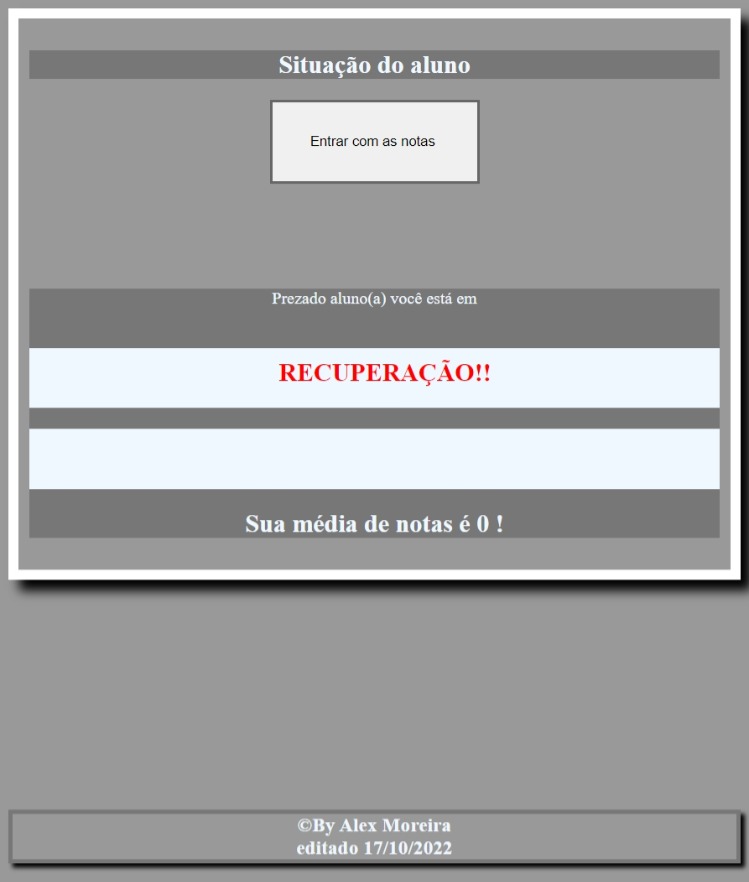 Situação do aluno
Entrar com as notas
Prezado aluno(a) você está em
RECUPERAÇÃO!!
Sua média de notas é 0 !
©By Alex Moreira
editado 17/10/2022